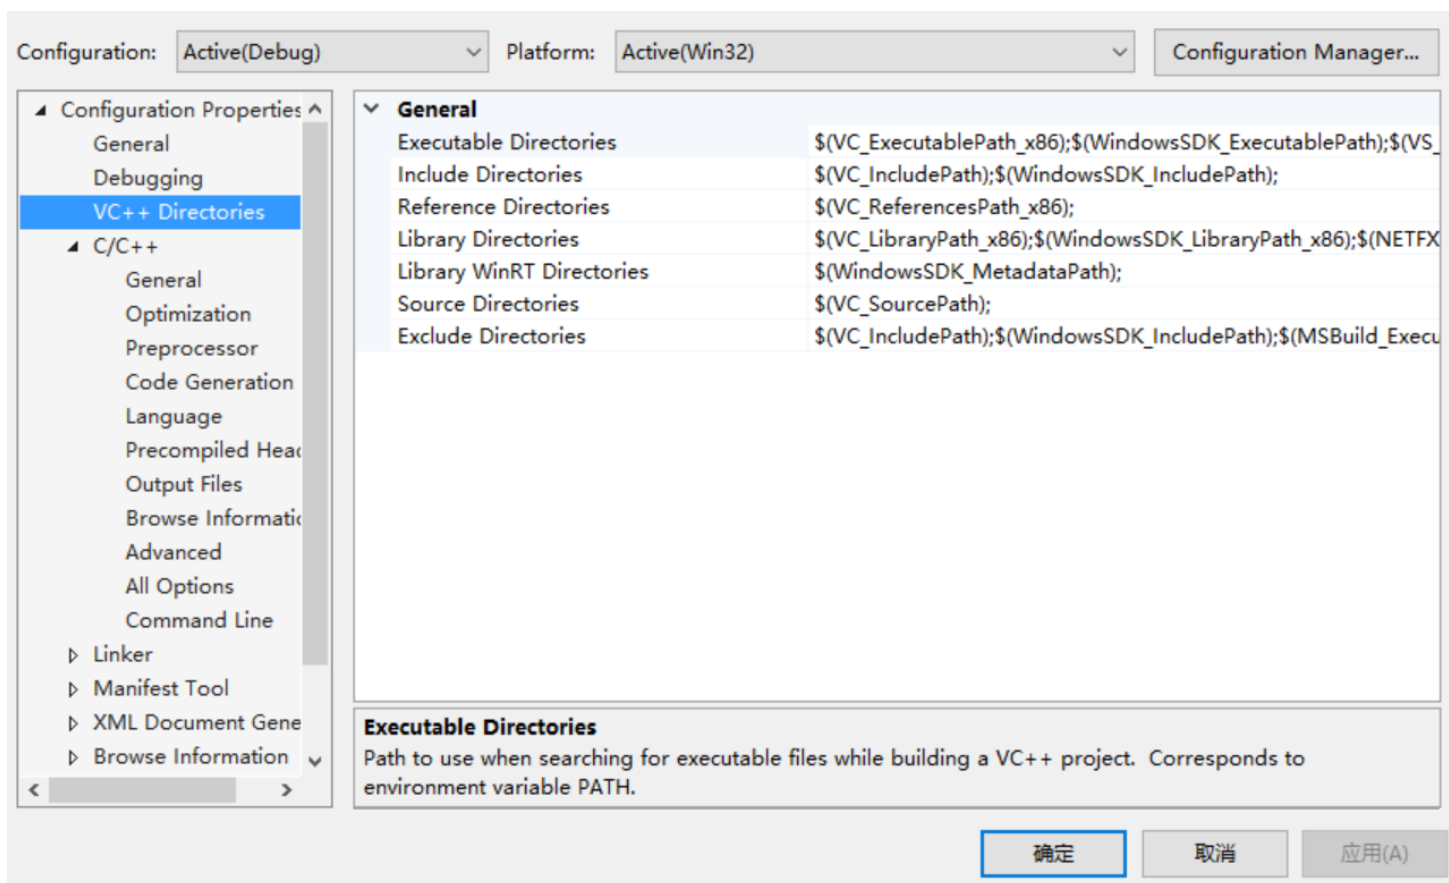 Configuration: Active(Debug) Platform: Active(Win32) Configuration Manager...
Configuration Properties
General
Debugging
VC++ Directories
C/C++
General
Optimization
Preprocessor
Code Generation
Language
Precompiled Head
Output Files
Browse Informatic
Advanced
All Options
Command Line
Linker
Manifest Tool
XML Document Gene
Browse Information
General
Executable Directories $(VC_ExecutablePath_x86);$(WindowsSDK_ExecutablePath);$(VS_
Include Directories $(VC_IncludePath);$(WindowsSDK_IncludePath);
Reference Directories $(VC_ReferencesPath_x86);
Library Directories $(VC_LibraryPath_x86);$(WindowsSDK_LibraryPath_x86);$(NETFX
Library WinRT Directories $(WindowsSDK_MetadataPath);
Source Directories $(VC_SourcePath);
Exclude Directories $(VC_IncludePath);$(WindowsSDK_IncludePath);$(MSBuild_Execu
Executable Directories
Path to use when searching for executable files while building a VC++ project. Corresponds to
environment variable PATH.
确定 取消 应用(A)